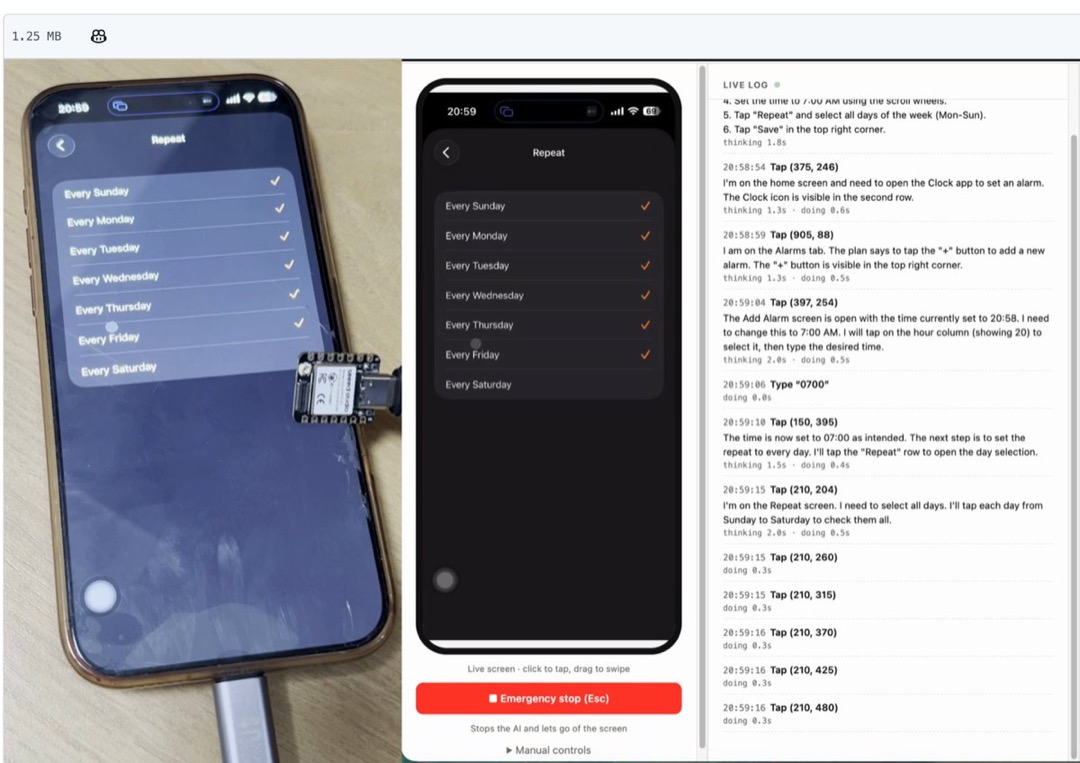 1.25 MB
20:59
Repeat
Every Sunday
Every Monday
Every Tuesday
Every Wednesday
Every Thursday
Every Friday
Every Saturday
20:59
69
Repeat
Every Sunday
Every Monday
Every Tuesday
Every Wednesday
Every Thursday
Every Friday
Every Saturday
Live screen · click to tap, drag to swipe
Emergency stop (Esc)
Stops the AI and lets go of the screen
Manual controls
LIVE LOG
4. Set the time to 7:00 AM using the scroll wheels.
5. Tap "Repeat" and select all days of the week (Mon-Sun).
6. Tap "Save" in the top right corner.
thinking 1.8s
20:58:54 Tap (375, 246)
I'm on the home screen and need to open the Clock app to set an alarm.
The Clock icon is visible in the second row.
thinking 1.3s · doing 0.6s
20:58:59 Tap (905, 88)
I am on the Alarms tab. The plan says to tap the "+" button to add a new
alarm. The "+" button is visible in the top right corner.
thinking 1.3s · doing 0.5s
20:59:04 Tap (397, 254)
The Add Alarm screen is open with the time currently set to 20:58. I need
to change this to 7:00 AM. I will tap on the hour column (showing 20) to
select it, then type the desired time.
thinking 2.0s · doing 0.5s
20:59:06 Type "0700"
doing 0.0s
20:59:10 Tap (150, 395)
The time is now set to 07:00 as intended. The next step is to set the
repeat to every day. I'll tap the "Repeat" row to open the day selection.
thinking 1.5s · doing 0.4s
20:59:15 Tap (210, 204)
I'm on the Repeat screen. I need to select all days. I'll tap each day from
Sunday to Saturday to check them all.
thinking 2.0s · doing 0.5s
20:59:15 Tap (210, 260)
doing 0.3s
20:59:15 Tap (210, 315)
doing 0.3s
20:59:16 Tap (210, 370)
doing 0.3s
20:59:16 Tap (210, 425)
doing 0.3s
20:59:16 Tap (210, 480)
doing 0.3s